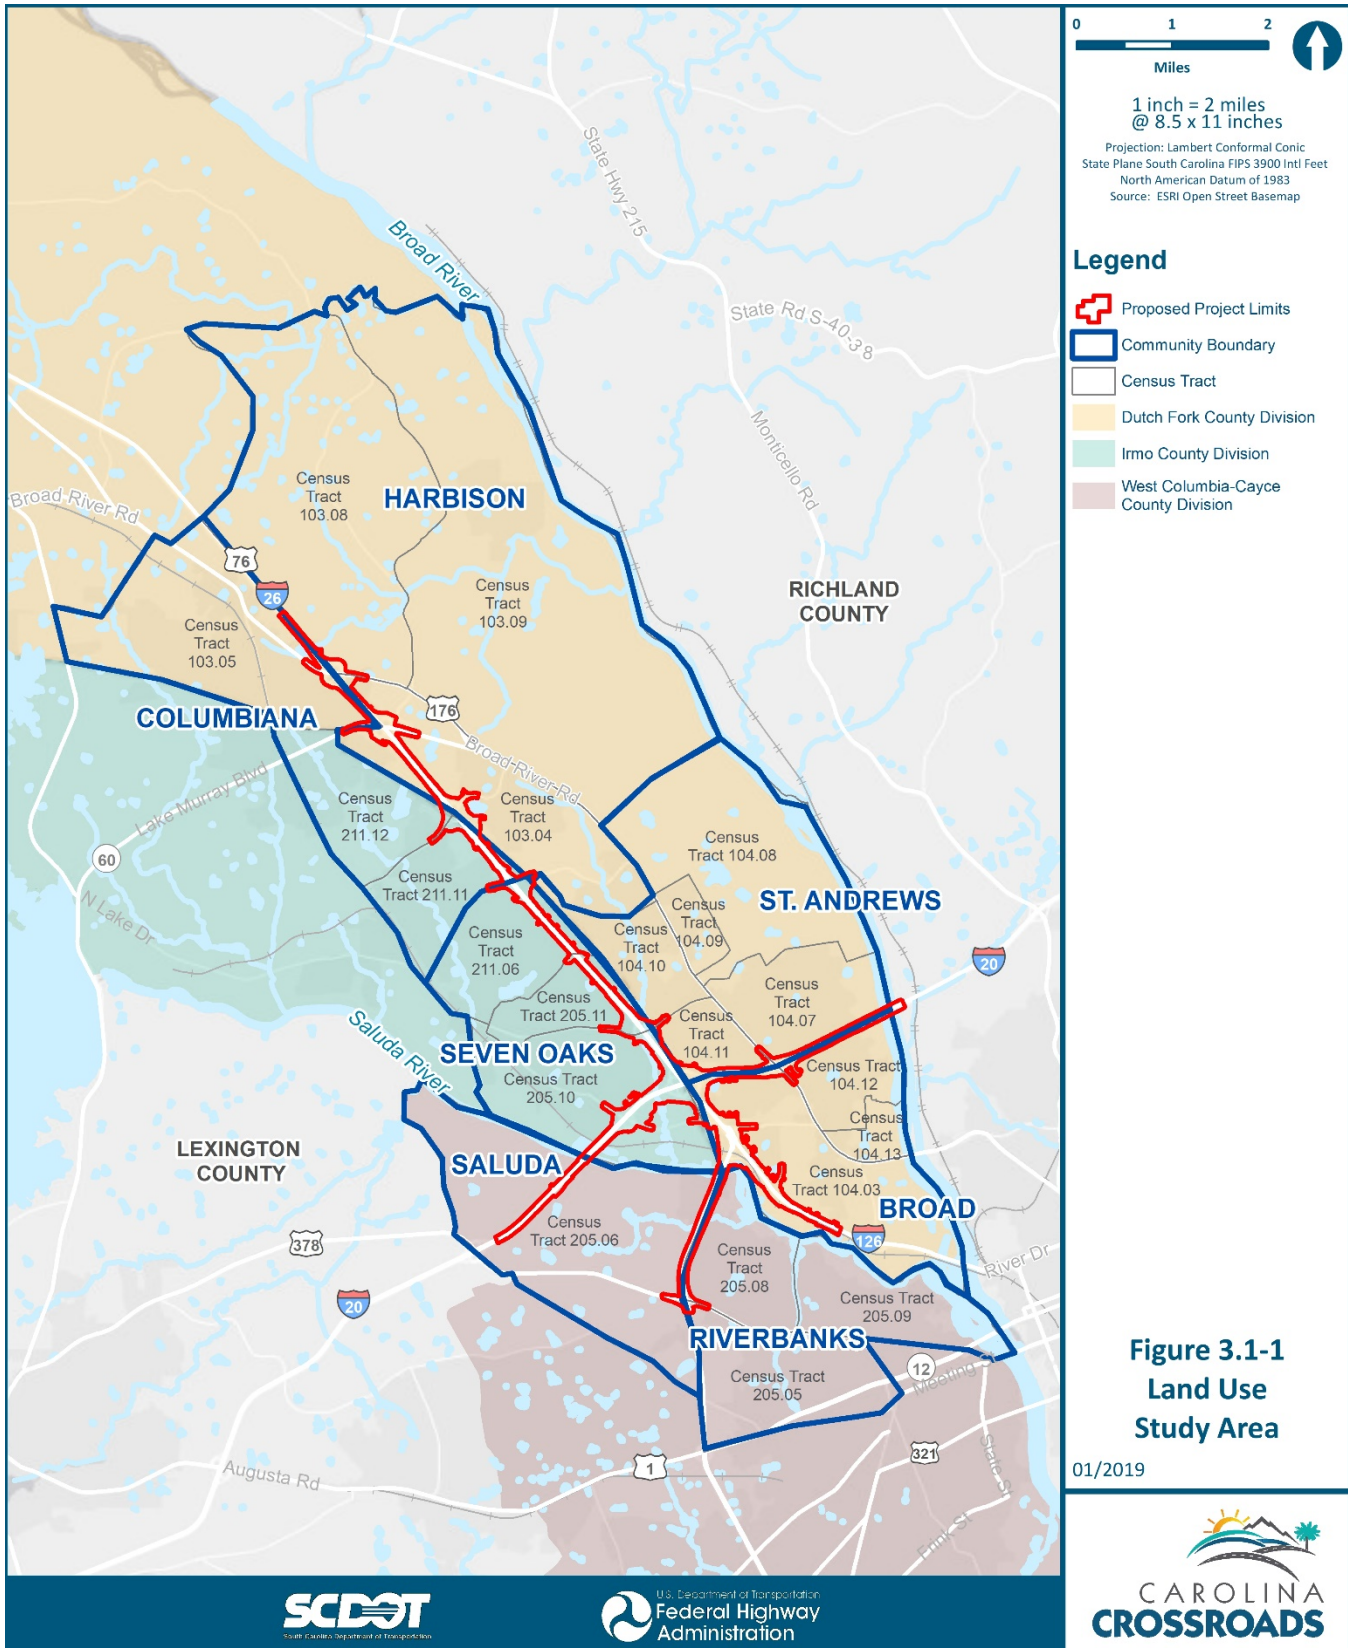 0 1 2
Miles
1 inch = 2 miles
@ 8.5 x 11 inches
Projection: Lambert Conformal Conic
State Plane South Carolina FIPS 3900 Intl Feet
North American Datum of 1983
Source: ESRI Open Street Basemap
Legend
Proposed Project Limits
Community Boundary
Census Tract
Dutch Fork County Division
Irmo County Division
West Columbia-Cayce
County Division
State Hwy 215
Broad River
State Rd S-40-38
Monticello Rd
Census
Tract
103.08
HARBISON
Broad River Rd
76
26
Census
Tract
103.09
RICHLAND
COUNTY
Census
Tract
103.05
COLUMBIANA
176
Broad-River-Rd
Lake Murray Blvd
Census
Tract
211.12
Census
Tract
103.04
60
Census
Tract 104.08
Census
Tract 211.11
ST. ANDREWS
N Lake Dr
Census
Tract
104.09
Census
Tract
211.06
Census
Tract
104.10
20
Census
Tract
104.07
Census
Tract 205.11
Saluda River
Census
Tract
104.11
SEVEN OAKS
Census Tract
205.10
Census Tract
104.12
Census
Tract
104.13
LEXINGTON
COUNTY
SALUDA
Census
Tract 104.03
BROAD
378
Census
Tract 205.06
126
River Dr
Census
Tract
205.08
20
Census Tract
205.09
RIVERBANKS
12
Meeting St
Census Tract
205.05
321
State St
1
Augusta Rd
Frink St
Figure 3.1-1
Land Use
Study Area
01/2019
SCDOT
South Carolina Department of Transportation
U.S. Department of Transportation
Federal Highway
Administration
CAROLINA
CROSSROADS